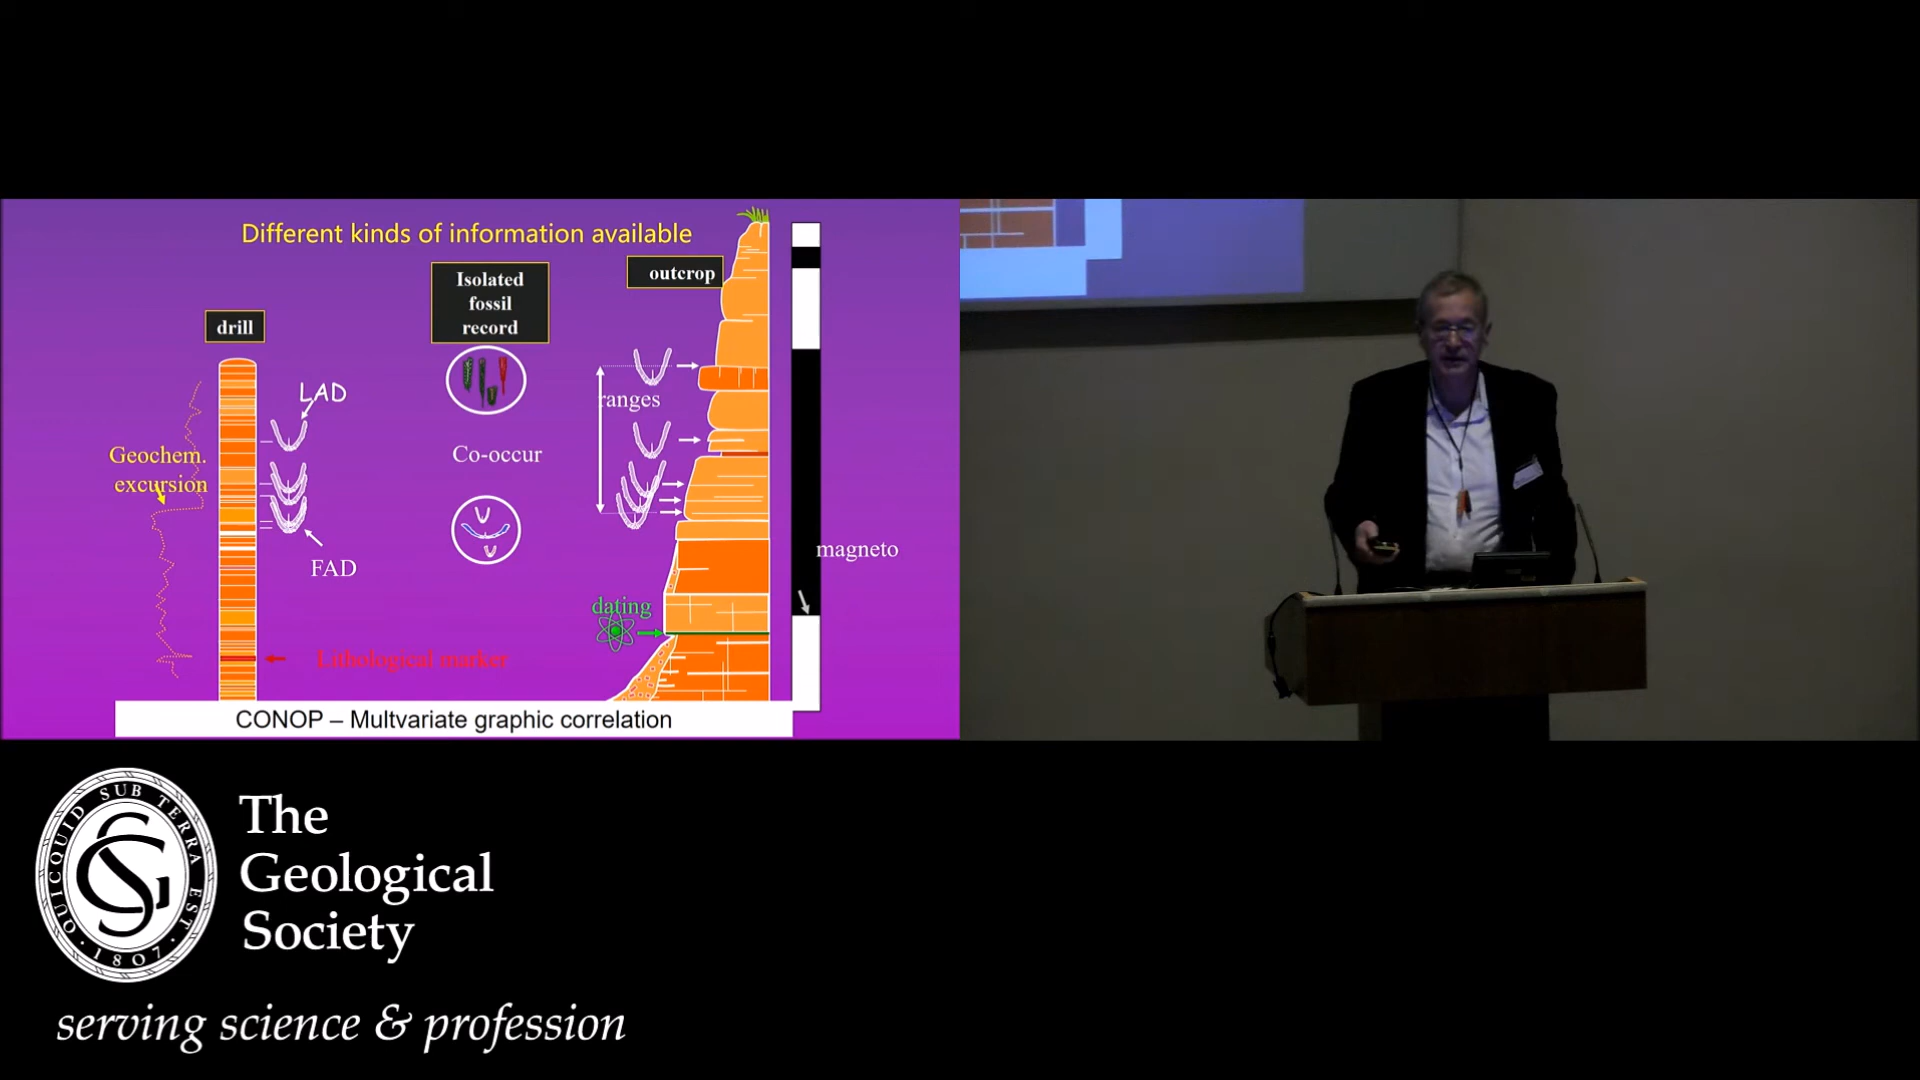 Different kinds of information available
Isolated
fossil
record
outcrop
drill
LAD
ranges
Geochem.
excursion
Co-occur
FAD
magneto
dating
Lithological marker
CONOP – Multvariate graphic correlation
QUICQUID SUB TERRA EST
1807
The
Geological
Society
serving science & profession